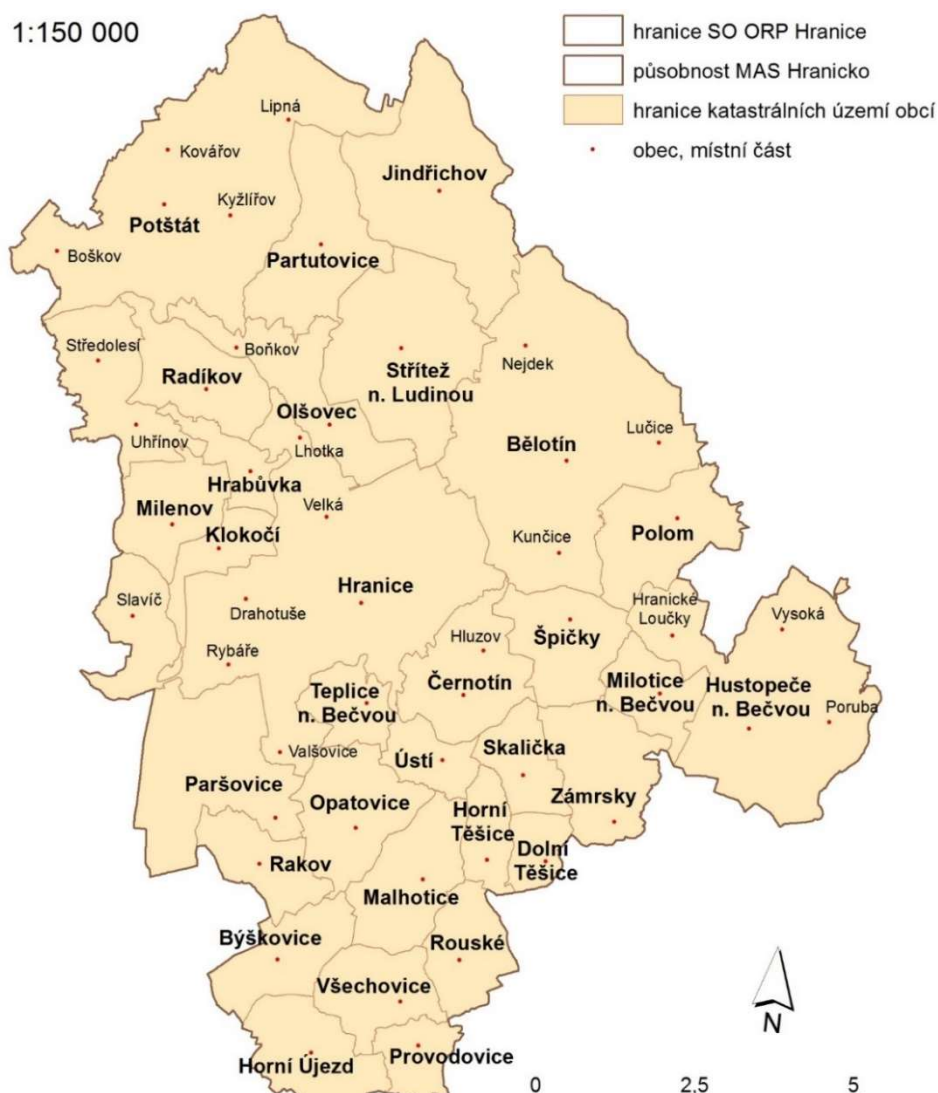 1:150 000
hranice SO ORP Hranice
působnost MAS Hranicko
hranice katastrálních území obcí
obec, místní část
Lipná
Kovářov
Jindřichov
Kyžlířov
Potštát
Boškov
Partutovice
Středolesí
Boňkov
Nejdek
Radíkov
Střítež
n. Ludinou
Olšovec
Uhřínov
Lhotka
Lučice
Bělotín
Hrabůvka
Velká
Milenov
Klokočí
Polom
Kunčice
Hranice
Slavíč
Drahotuše
Hranické
Loučky
Vysoká
Hluzov
Špičky
Rybáře
Teplice
n. Bečvou
Černotín
Milotice
n. Bečvou
Hustopeče
n. Bečvou
Poruba
Valšovice
Ústí
Skalička
Paršovice
Opatovice
Horní
Těšice
Zámrsky
Dolní
Těšice
Rakov
Malhotice
Býškovice
Rouské
Všechovice
N
Horní Újezd
Provodovice
0 2,5 5